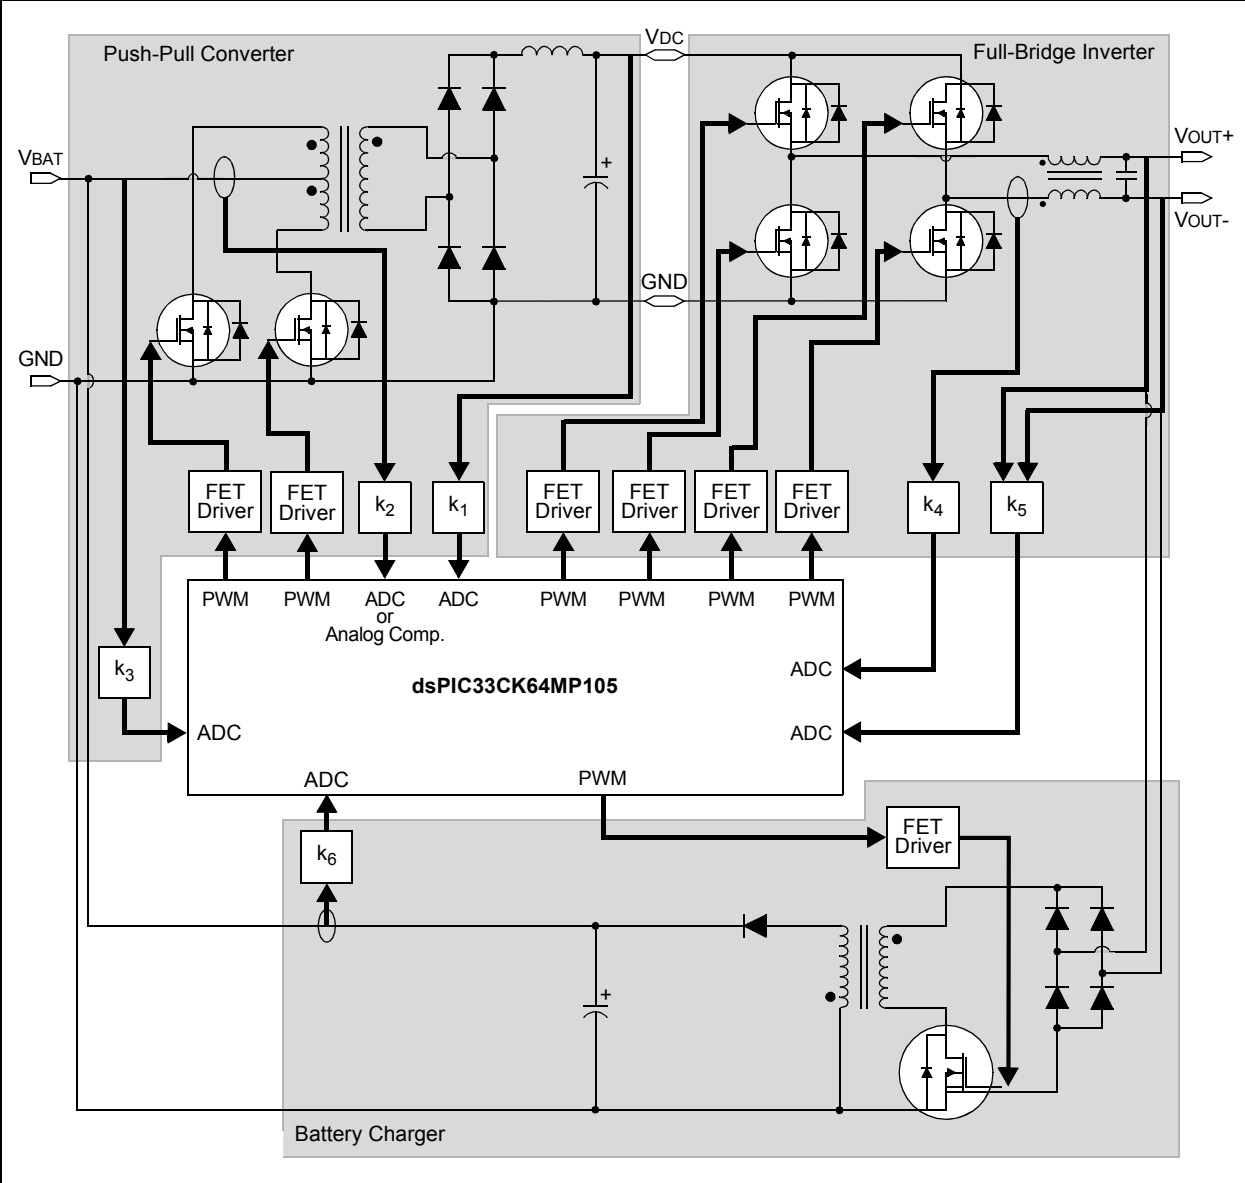 Push-Pull Converter
VDC
Full-Bridge Inverter
VBAT
+
VOUT+
VOUT-
GND
GND
FET
Driver
FET
Driver
k2
k1
FET
Driver
FET
Driver
FET
Driver
FET
Driver
k4
k5
PWM
PWM
ADC
or
Analog Comp.
ADC
PWM
PWM
PWM
PWM
k3
ADC
dsPIC33CK64MP105
ADC
ADC
ADC
PWM
k6
FET
Driver
+
Battery Charger